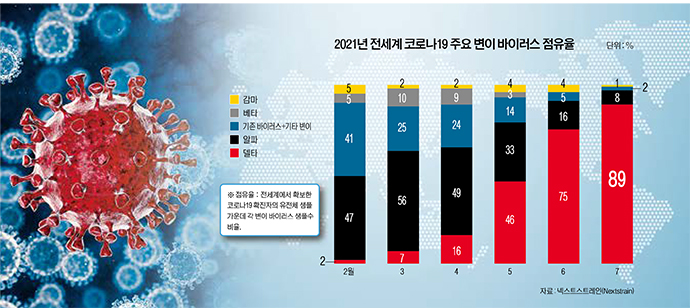 2021년 전세계 코로나19 주요 변이 바이러스 점유율
단위 : %
감마
베타
기존 바이러스+기타 변이
알파
델타
※ 점유율 : 전세계에서 확보한
코로나19 확진자의 유전체 샘플
가운데 각 변이 바이러스 샘플수
비율.
5 2 2 4 4 1
5 10 9 3 2
41 25 24 14 5 8
47 56 49 33 16
2 7 16 46 75 89
2월 3 4 5 6 7
자료 : 넥스트스트레인(Nextstrain)